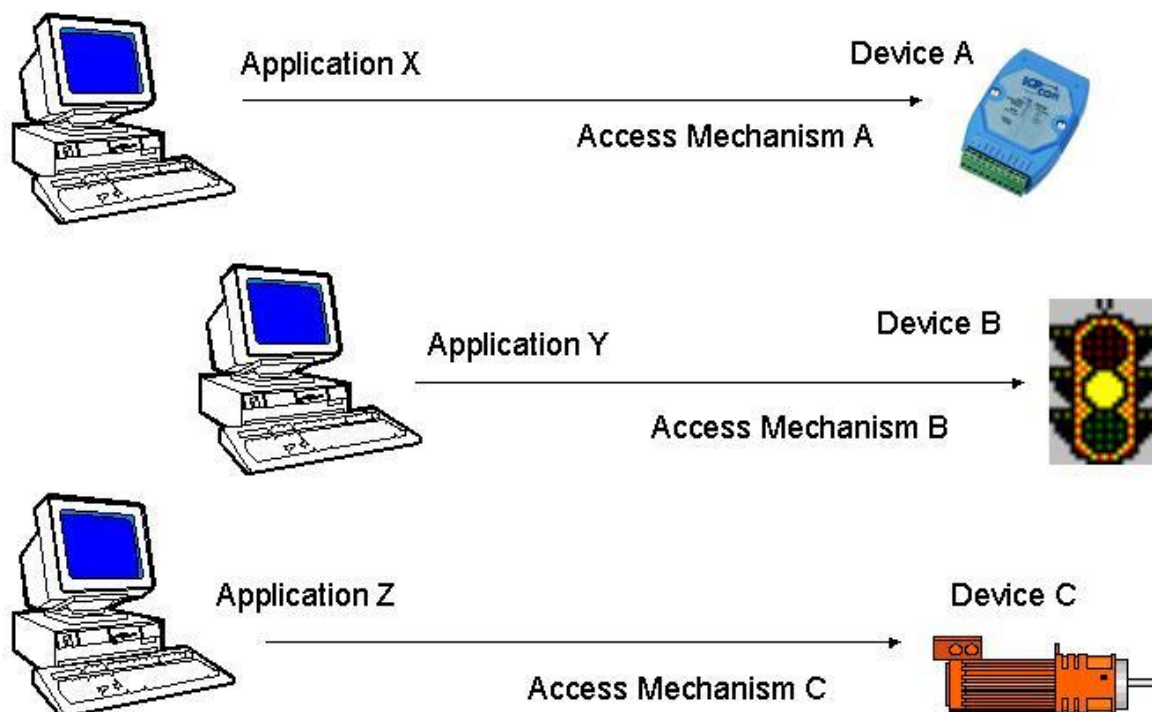 Application X
Device A
Access Mechanism A
Application Y
Device B
Access Mechanism B
Application Z
Device C
Access Mechanism C